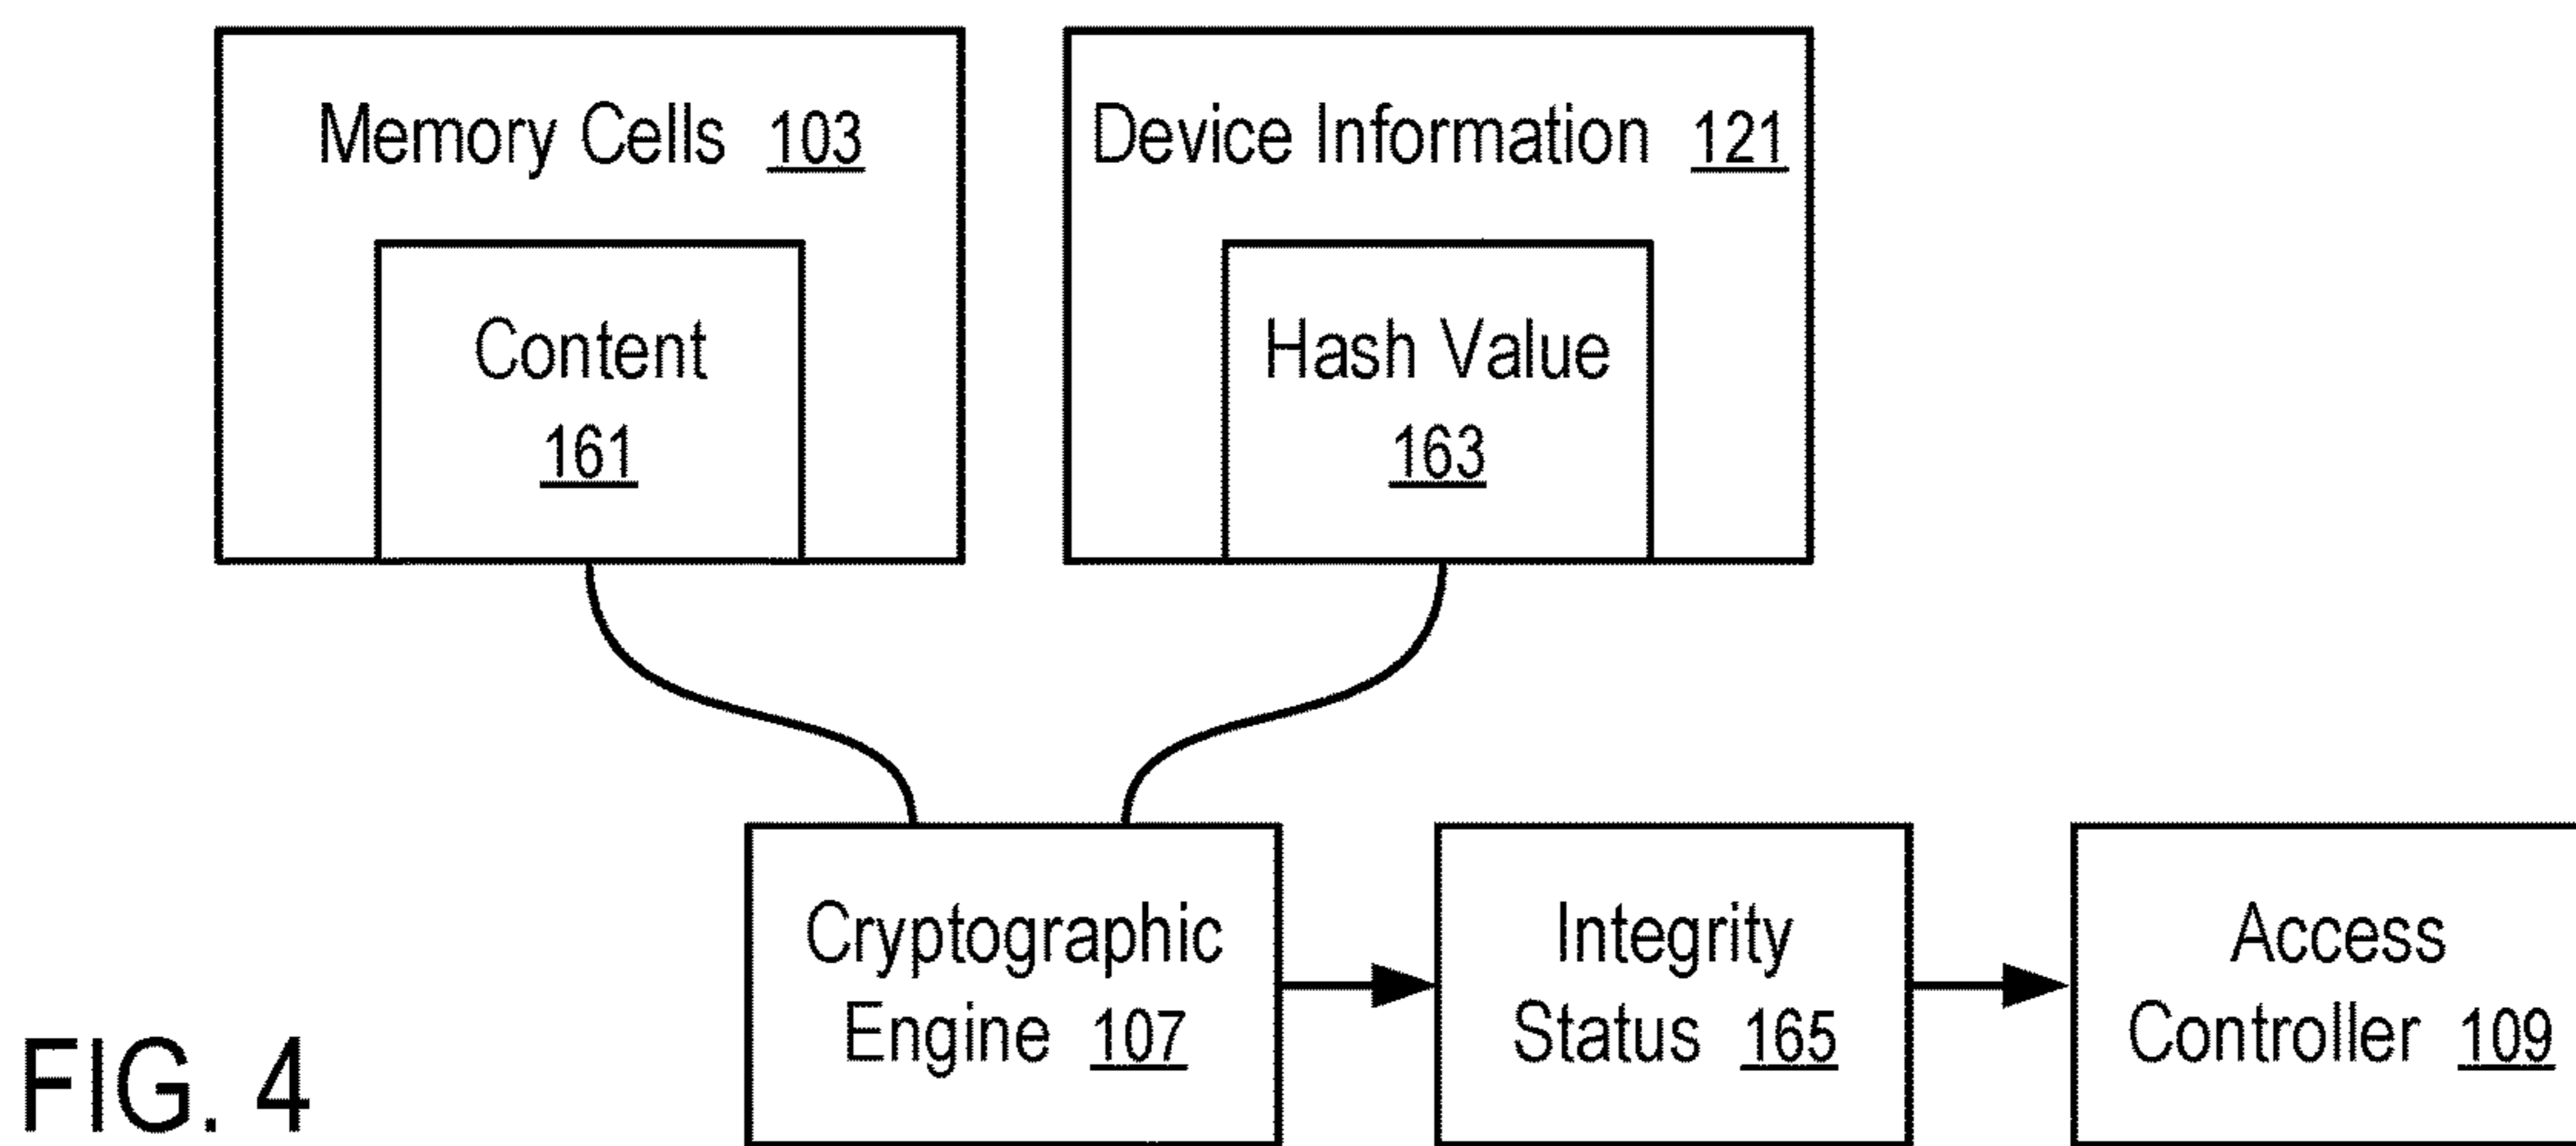 Memory Cells 103
Device Information 121
Content
161
Hash Value
163
Cryptographic
Engine 107
Integrity
Status 165
Access
Controller 109
FIG. 4